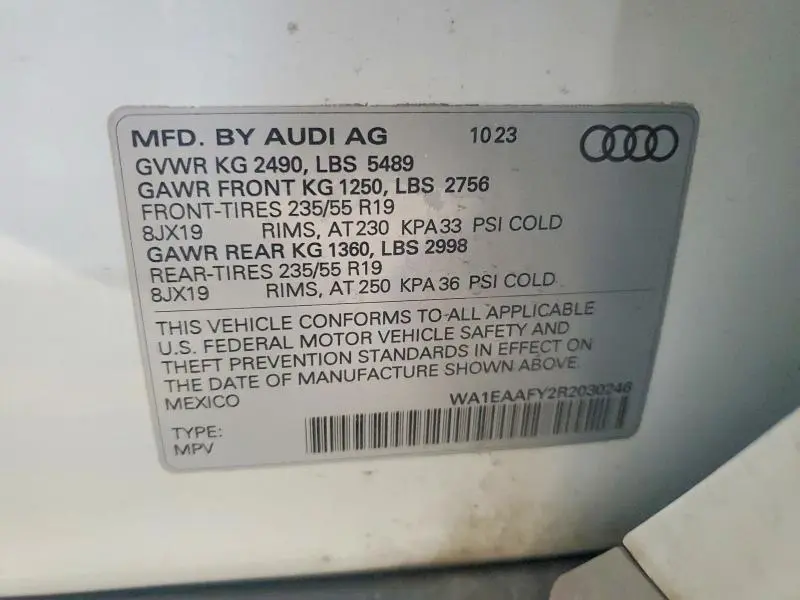 MFD. BY AUDI AG 10 23
GVWR KG 2490, LBS 5489
GAWR FRONT KG 1250, LBS 2756
FRONT-TIRES 235/55 R19
8JX19 RIMS, AT 230 KPA 33 PSI COLD
GAWR REAR KG 1360, LBS 2998
REAR-TIRES 235/55 R19
8JX19 RIMS, AT 250 KPA 36 PSI COLD
THIS VEHICLE CONFORMS TO ALL APPLICABLE
U.S. FEDERAL MOTOR VEHICLE SAFETY AND
THEFT PREVENTION STANDARDS IN EFFECT ON
THE DATE OF MANUFACTURE SHOWN ABOVE.
MEXICO WA1EAAFY2R2030246
TYPE:
MPV